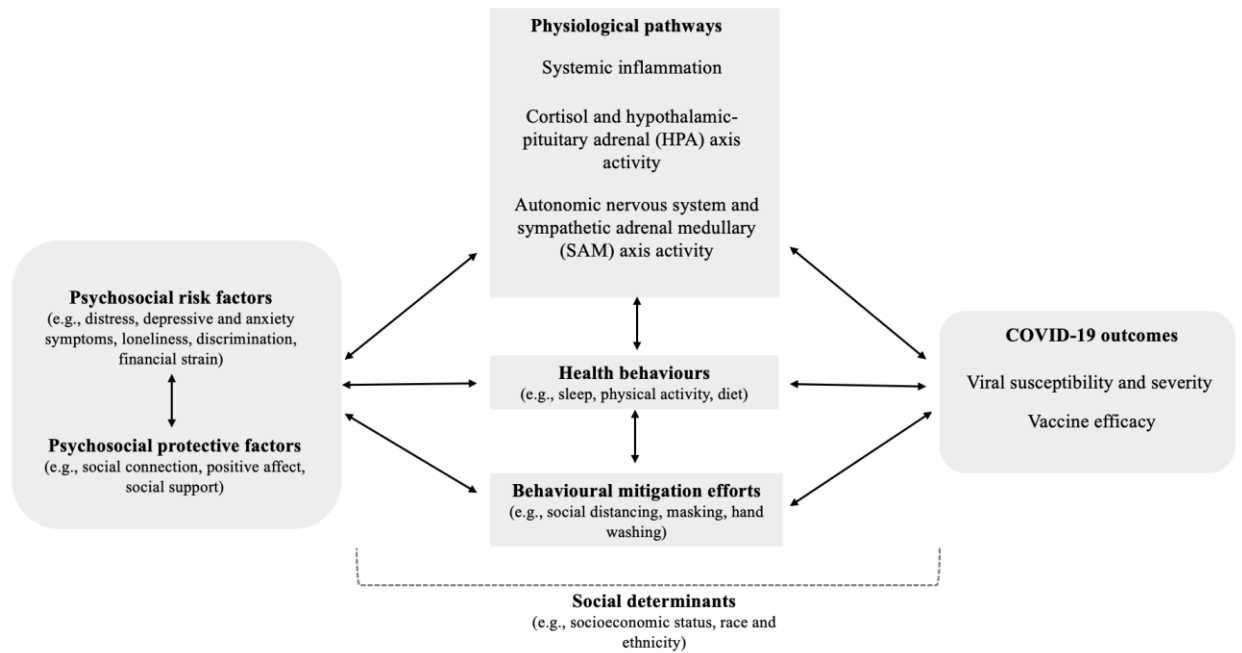 Physiological pathways
Systemic inflammation
Cortisol and hypothalamic-
pituitary adrenal (HPA) axis
activity
Autonomic nervous system and
sympathetic adrenal medullary
(SAM) axis activity
Psychosocial risk factors
(e.g., distress, depressive and anxiety
symptoms, loneliness, discrimination,
financial strain)
Psychosocial protective factors
(e.g., social connection, positive affect,
social support)
Health behaviours
(e.g., sleep, physical activity, diet)
Behavioural mitigation efforts
(e.g., social distancing, masking, hand
washing)
COVID-19 outcomes
Viral susceptibility and severity
Vaccine efficacy
Social determinants
(e.g., socioeconomic status, race and
ethnicity)